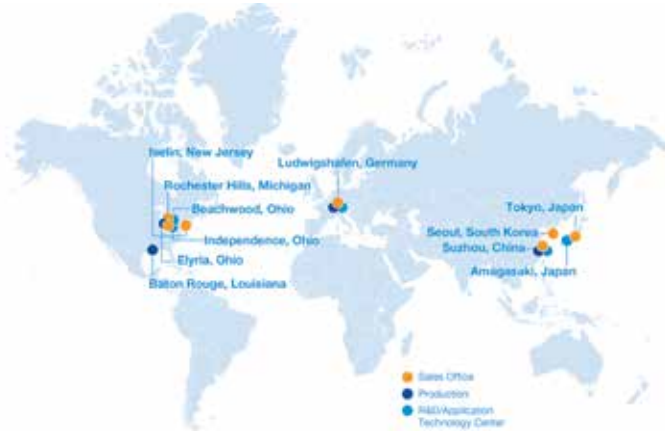 Iselin, New Jersey
Ludwigshafen, Germany
Rochester Hills, Michigan
Beachwood, Ohio
Tokyo, Japan
Seoul, South Korea
Independence, Ohio
Suzhou, China
Elyria, Ohio
Amagasaki, Japan
Baton Rouge, Louisiana
Sales Office
Production
R&D/Application
Technology Center